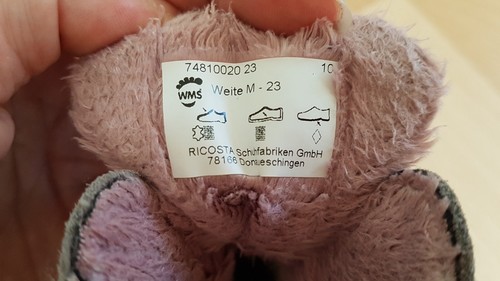 74810020 23 10
WMS Weite M - 23
RICOSTA Schuhfabriken GmbH
78166 Donaueschingen